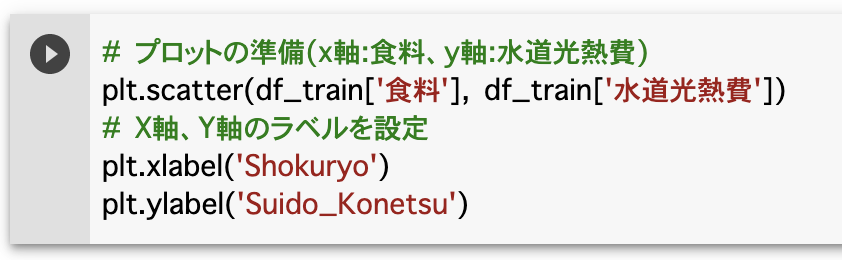 # プロットの準備(x軸:食料、y軸:水道光熱費)
plt.scatter(df_train['食料'], df_train['水道光熱費'])
# X軸、Y軸のラベルを設定
plt.xlabel('Shokuryo')
plt.ylabel('Suido_Konetsu')